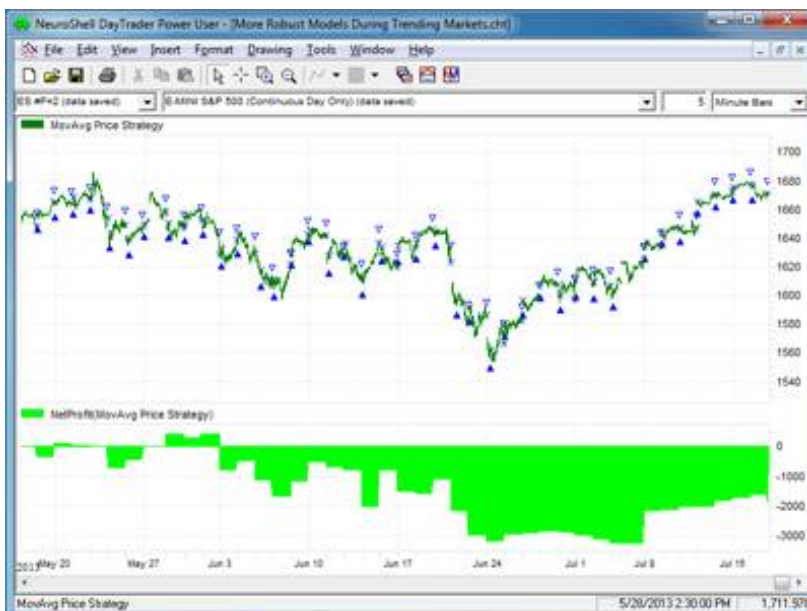 NeuroShell DayTrader Power User - [More Robust Models During Trending Markets.cht]
File Edit View Insert Format Drawing Tools Window Help
ES #F<2 (data saved) E-MINI S&P 500 (Continuous Day Only) (data saved) 5 Minute Bars
MovAvg Price Strategy
1700
1680
1660
1640
1620
1600
1580
1560
1540
NetProfit(MovAvg Price Strategy)
0
-1000
-2000
-3000
2013 May 20 May 27 Jun 3 Jun 10 Jun 17 Jun 24 Jul 1 Jul 8 Jul 15
MovAvg Price Strategy 5/28/2013 2:30:00 PM